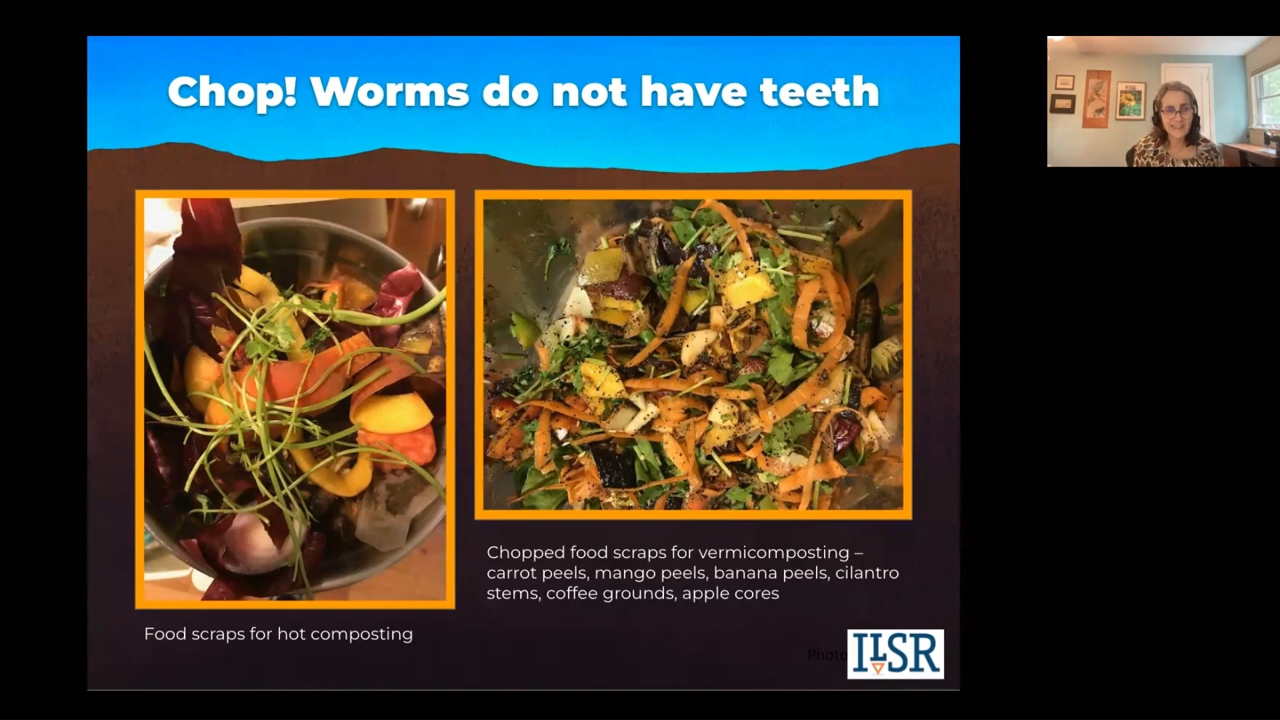 Chop! Worms do not have teeth
Food scraps for hot composting
Chopped food scraps for vermicomposting –
carrot peels, mango peels, banana peels, cilantro
stems, coffee grounds, apple cores
ILSR